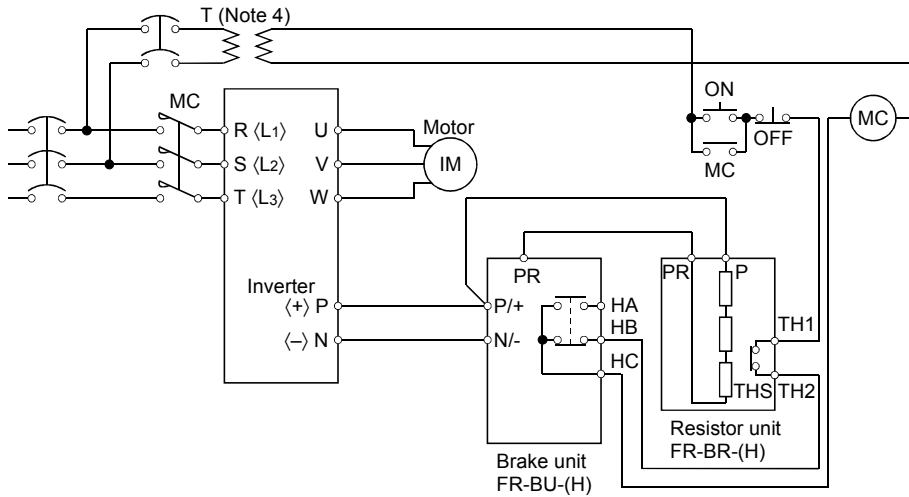 T (Note 4)
MC
R ⟨L1⟩
S ⟨L2⟩
T ⟨L3⟩
U
V
W
Motor
IM
ON
OFF
MC
MC
Inverter
⟨+⟩ P
⟨–⟩ N
PR
P/+
N/-
HA
HB
HC
PR
P
TH1
THS
TH2
Resistor unit
FR-BR-(H)
Brake unit
FR-BU-(H)